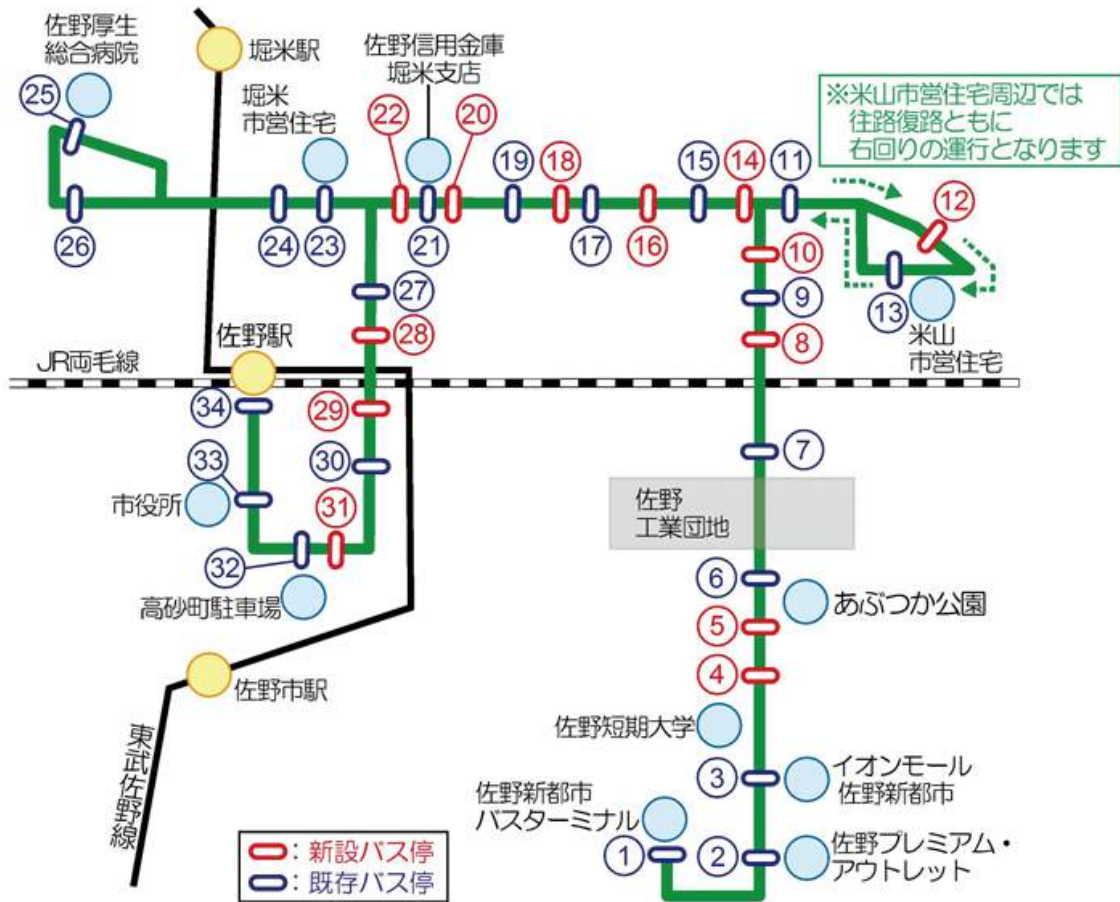 佐野厚生
総合病院
堀米駅
佐野信用金庫
堀米支店
堀米
市営住宅
※米山市営住宅周辺では
往路復路ともに
右回りの運行となります
25
22
20
19
18
15
14
11
12
26
24
23
21
17
16
10
13
米山
市営住宅
27
9
28
8
佐野駅
JR両毛線
34
29
7
33
30
市役所
31
佐野
工業団地
32
高砂町駐車場
6
あぶつか公園
5
4
佐野市駅
佐野短期大学
東武佐野線
3
イオンモール
佐野新都市
佐野新都市
バスターミナル
1
2
佐野プレミアム・
アウトレット
：新設バス停
：既存バス停